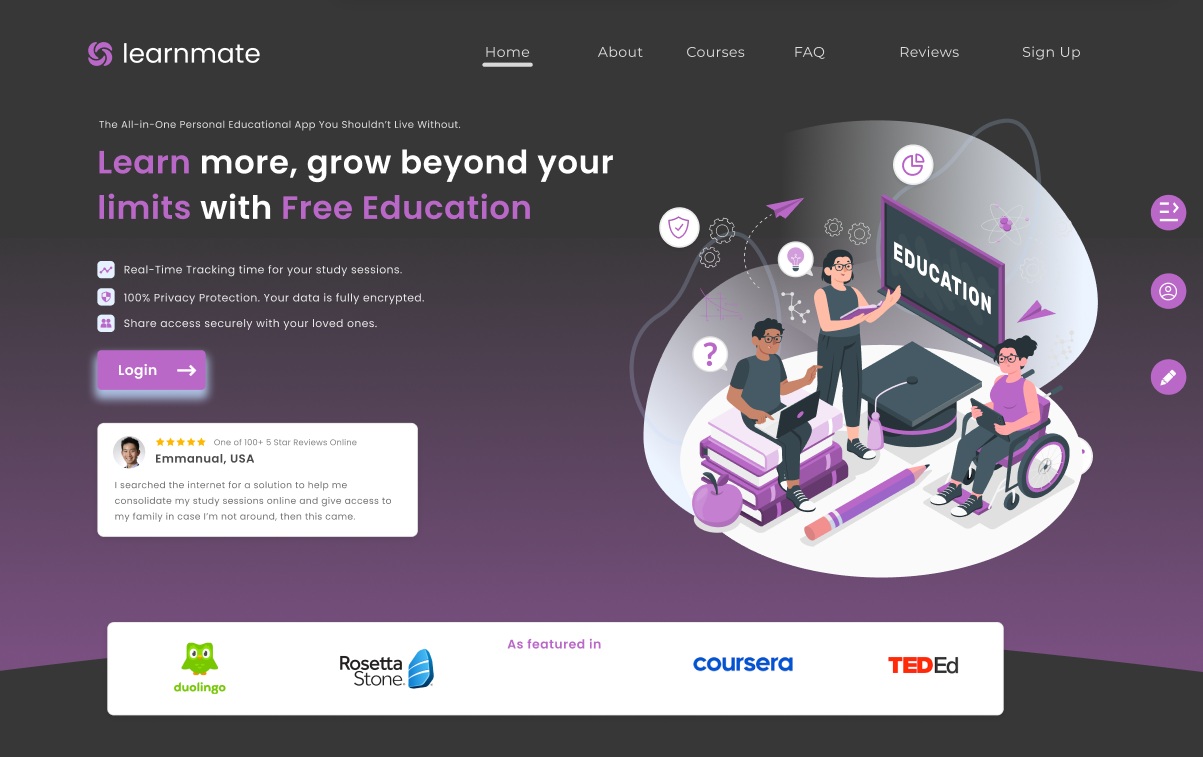 learnmate
Home About Courses FAQ Reviews Sign Up
The All-in-One Personal Educational App You Shouldn't Live Without.
Learn more, grow beyond your
limits with Free Education
Real-Time Tracking time for your study sessions.
100% Privacy Protection. Your data is fully encrypted.
Share access securely with your loved ones.
Login
One of 100+ 5 Star Reviews Online
Emmanual, USA
I searched the internet for a solution to help me
consolidate my study sessions online and give access to
my family in case I'm not around, then this came.
EDUCATION
?
As featured in
duolingo
Rosetta
Stone
coursera
TEDEd